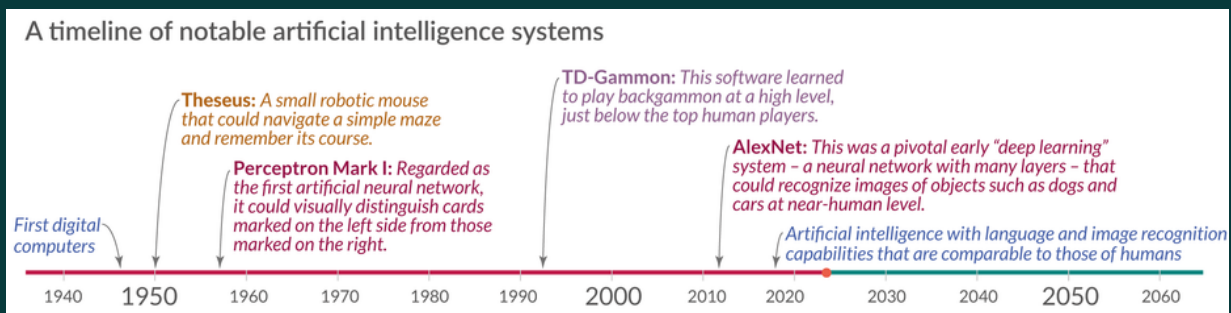 A timeline of notable artificial intelligence systems
TD-Gammon: This software learned
to play backgammon at a high level,
just below the top human players.
Theseus: A small robotic mouse
that could navigate a simple maze
and remember its course.
AlexNet: This was a pivotal early “deep learning”
system – a neural network with many layers – that
could recognize images of objects such as dogs and
cars at near-human level.
Perceptron Mark I: Regarded as
the first artificial neural network,
it could visually distinguish cards
marked on the left side from those
marked on the right.
First digital
computers
Artificial intelligence with language and image recognition
capabilities that are comparable to those of humans
1940 1950 1960 1970 1980 1990 2000 2010 2020 2030 2040 2050 2060